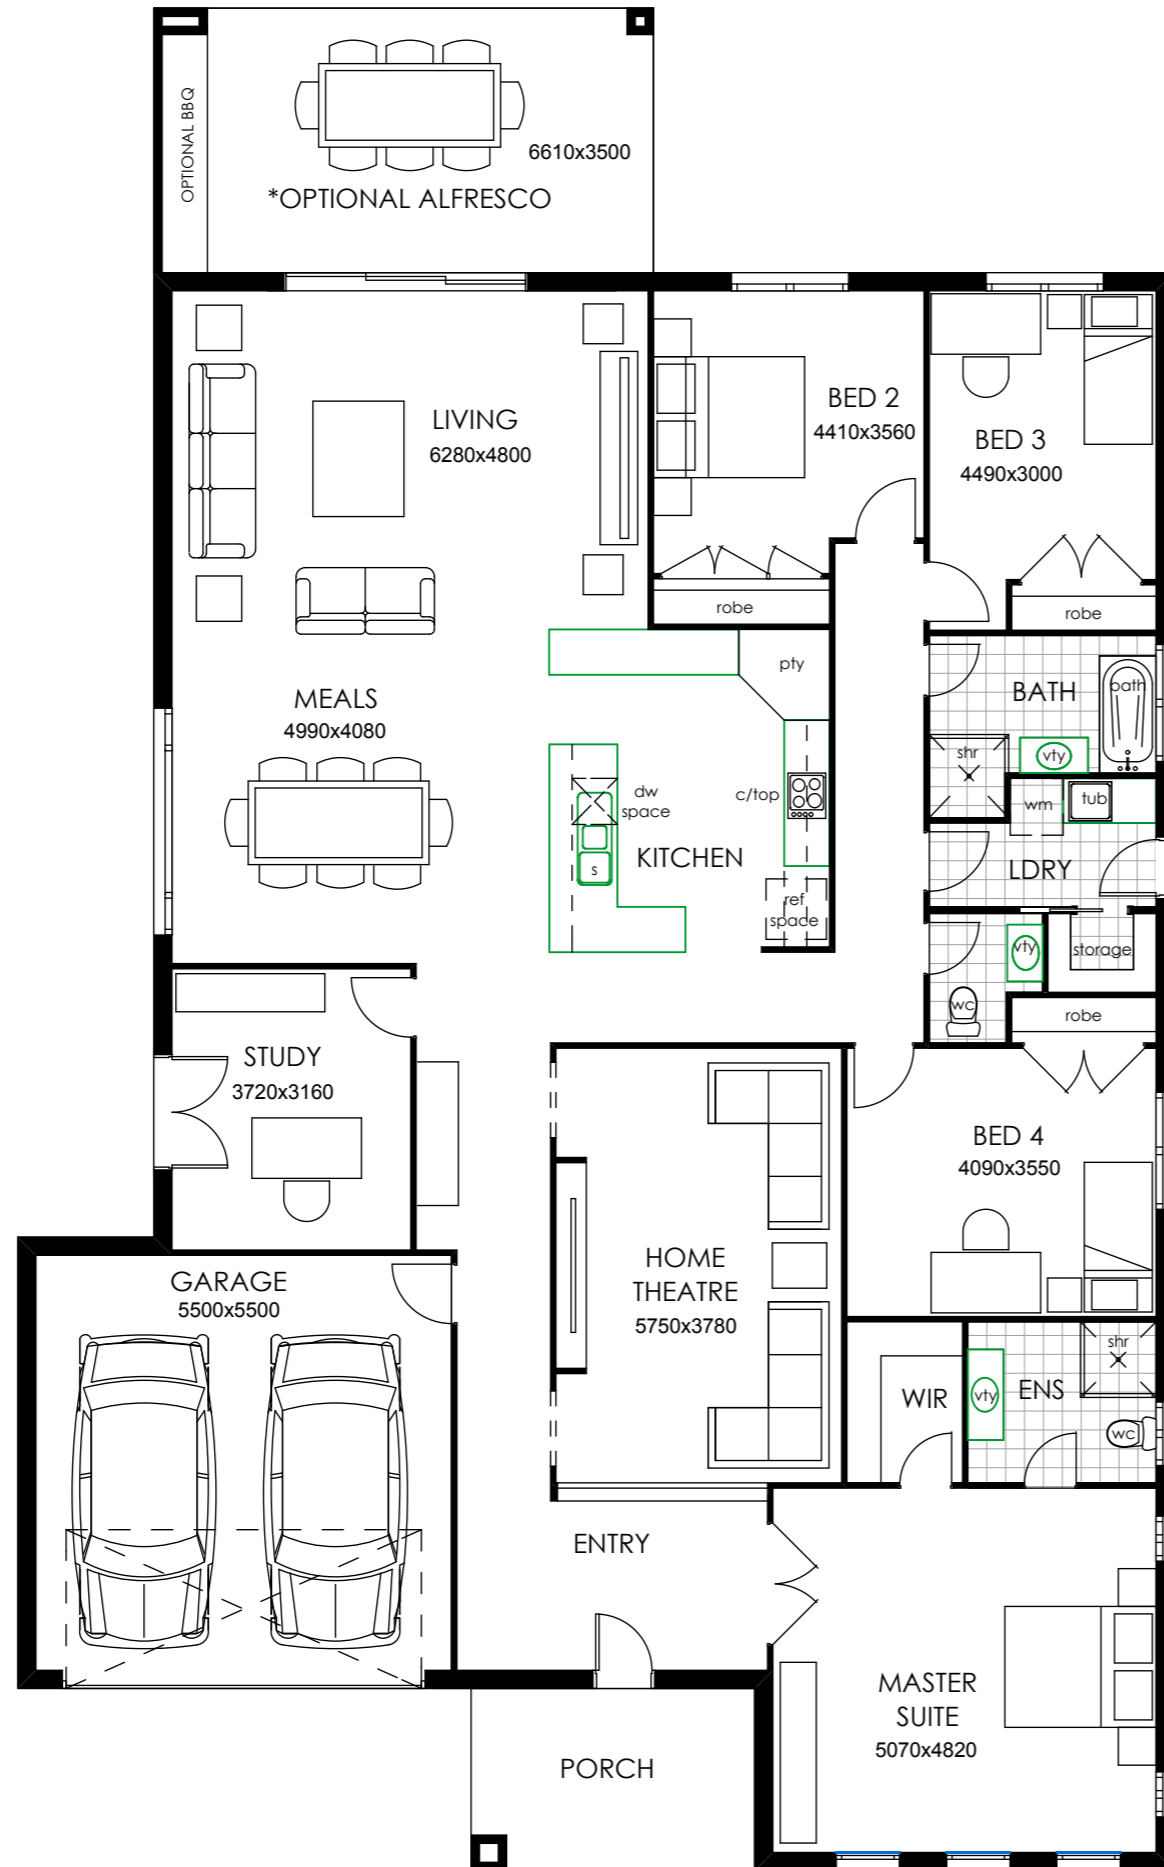 OPTIONAL BBQ
6610x3500
*OPTIONAL ALFRESCO
LIVING
6280x4800
BED 2
4410x3560
BED 3
4490x3000
robe
robe
pty
MEALS
4990x4080
BATH
bath
shr
vty
dw
space
c/top
wm
tub
s
KITCHEN
LDRY
ref
space
vty
storage
wc
robe
STUDY
3720x3160
BED 4
4090x3550
HOME
THEATRE
5750x3780
GARAGE
5500x5500
shr
WIR
vty
ENS
wc
ENTRY
MASTER
SUITE
5070x4820
PORCH